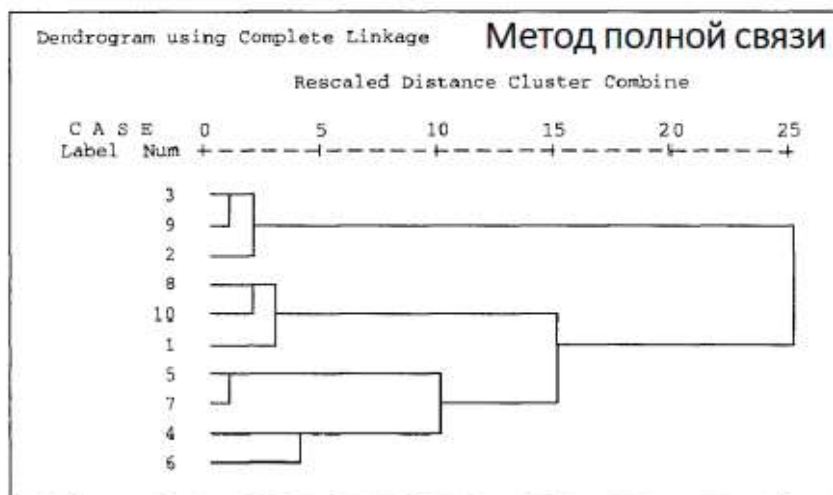 Dendrogram using Complete Linkage Метод полной связи
Rescaled Distance Cluster Combine
C A S E 0 5 10 15 20 25
Label Num +---------+---------+---------+---------+---------+
3
9
2
8
10
1
5
7
4
6